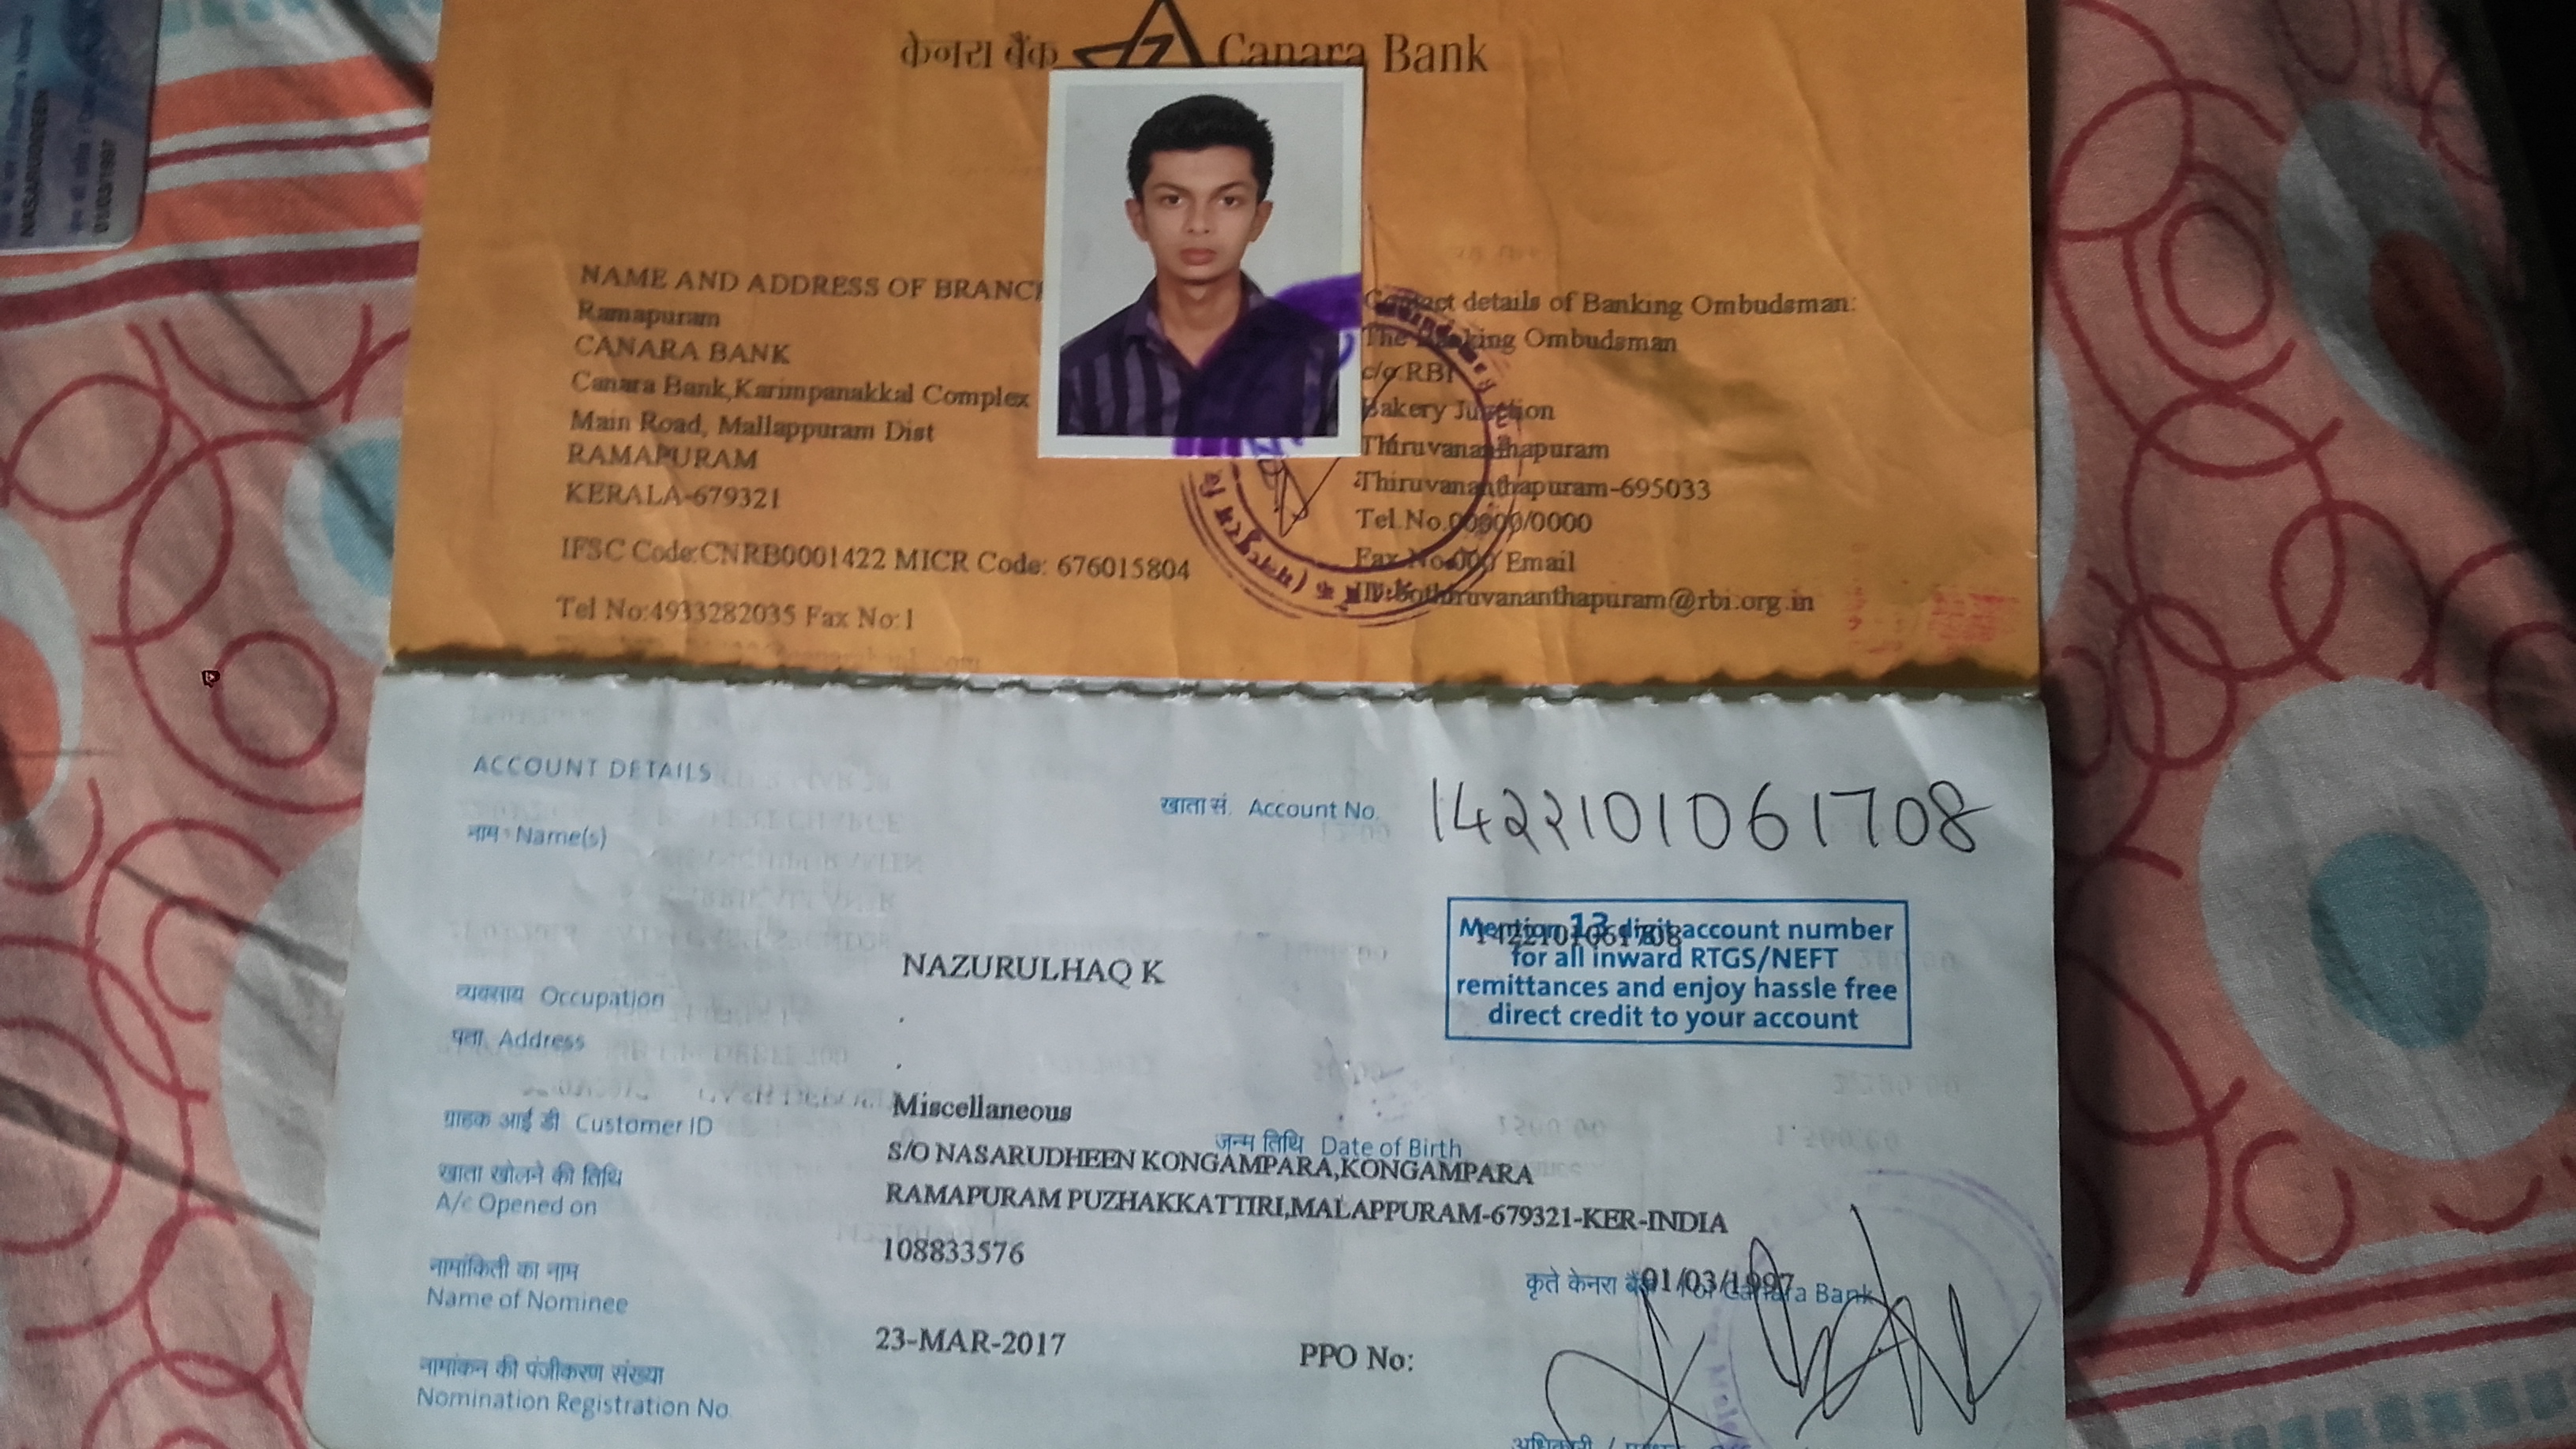 केनरा बैंक Canara Bank
NASARUDHEEN
01/03/1997
NAME AND ADDRESS OF BRANCH
Ramapuram
CANARA BANK
Canara Bank,Karimpanakkal Complex
Main Road, Mallappuram Dist
RAMAPURAM
KERALA-679321
IFSC Code:CNRB0001422 MICR Code: 676015804
Tel No:4933282035 Fax No:1
Contact details of Banking Ombudsman:
The Banking Ombudsman
c/o RBI
Bakery Junction
Thiruvananthapuram
Thiruvananthapuram-695033
Tel.No.00000/0000
Fax No.000/ Email
ID:bothiruvananthapuram@rbi.org.in
ACCOUNT DETAILS
खाता सं. Account No. 1422101061708
नाम Name(s)
NAZURULHAQ K
1422101061708
Mention 13 digit account number
for all inward RTGS/NEFT
remittances and enjoy hassle free
direct credit to your account
व्यवसाय Occupation
पता Address
Miscellaneous
ग्राहक आई डी Customer ID
जन्म तिथि Date of Birth
S/O NASARUDHEEN KONGAMPARA,KONGAMPARA
खाता खोलने की तिथि
A/c Opened on
RAMAPURAM PUZHAKKATTIRI,MALAPPURAM-679321-KER-INDIA
108833576
नामांकिती का नाम
Name of Nominee
कृते केनरा बैंक / For Canara Bank
01/03/1997
23-MAR-2017 PPO No:
नामांकन की पंजीकरण संख्या
Nomination Registration No.